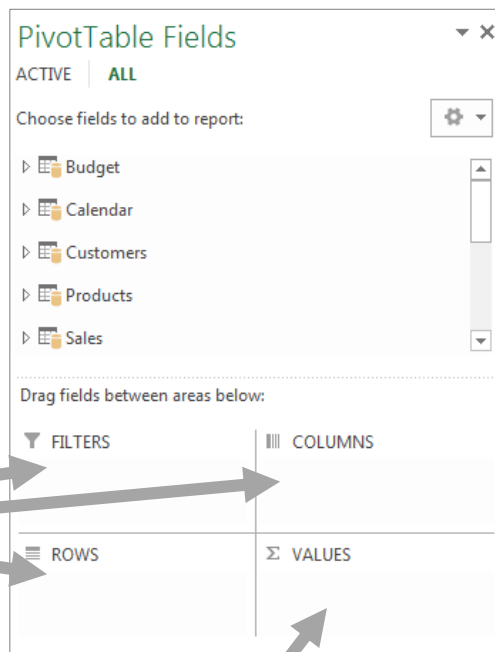 PivotTable Fields
ACTIVE ALL
Choose fields to add to report:
Budget
Calendar
Customers
Products
Sales
Drag fields between areas below:
FILTERS
COLUMNS
ROWS
Σ VALUES